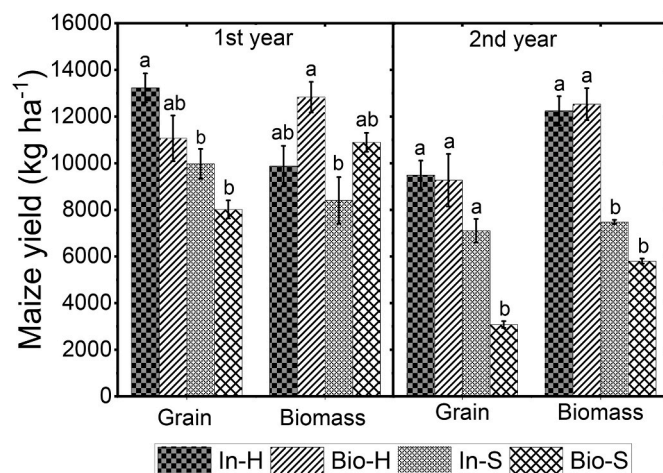 1st year
2nd year
Maize yield (kg ha⁻¹)
16000
14000
12000
10000
8000
6000
4000
2000
0
a
ab
b
b
ab
a
b
ab
a
a
a
b
a
a
b
b
Grain
Biomass
Grain
Biomass
In-H
Bio-H
In-S
Bio-S